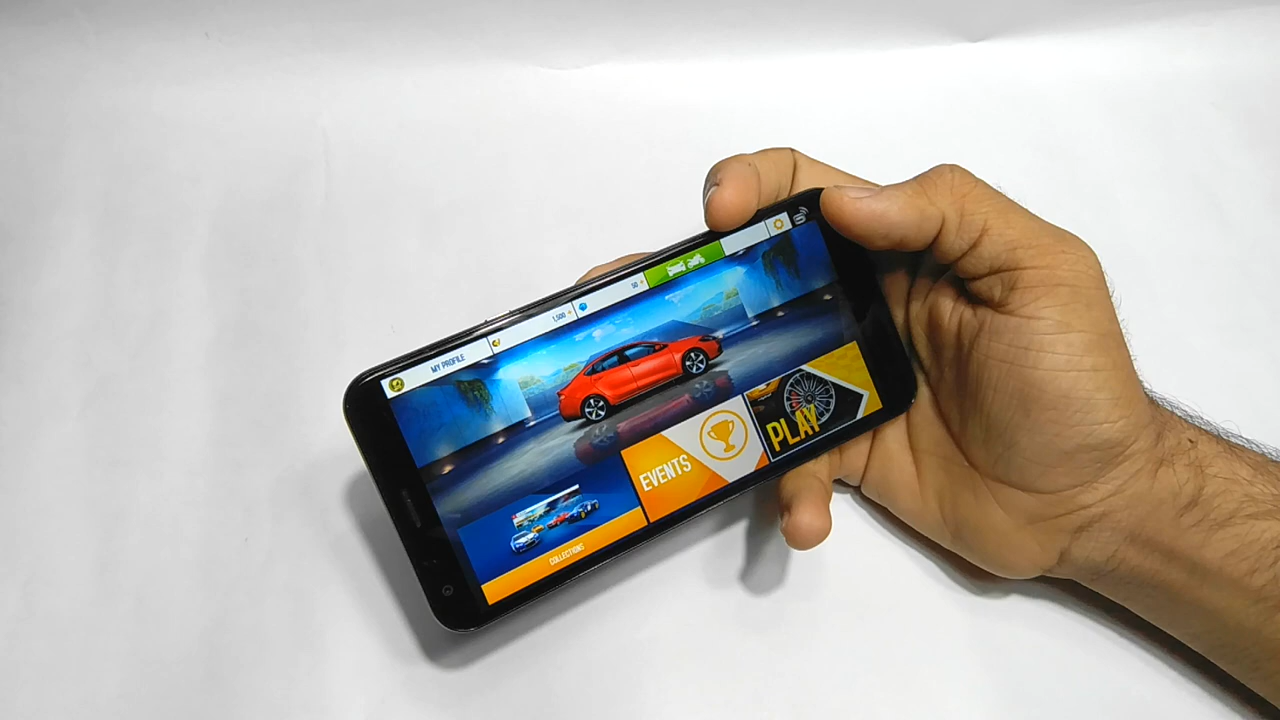 MY PROFILE
1,500 +
50 +
EVENTS
PLAY
COLLECTIONS